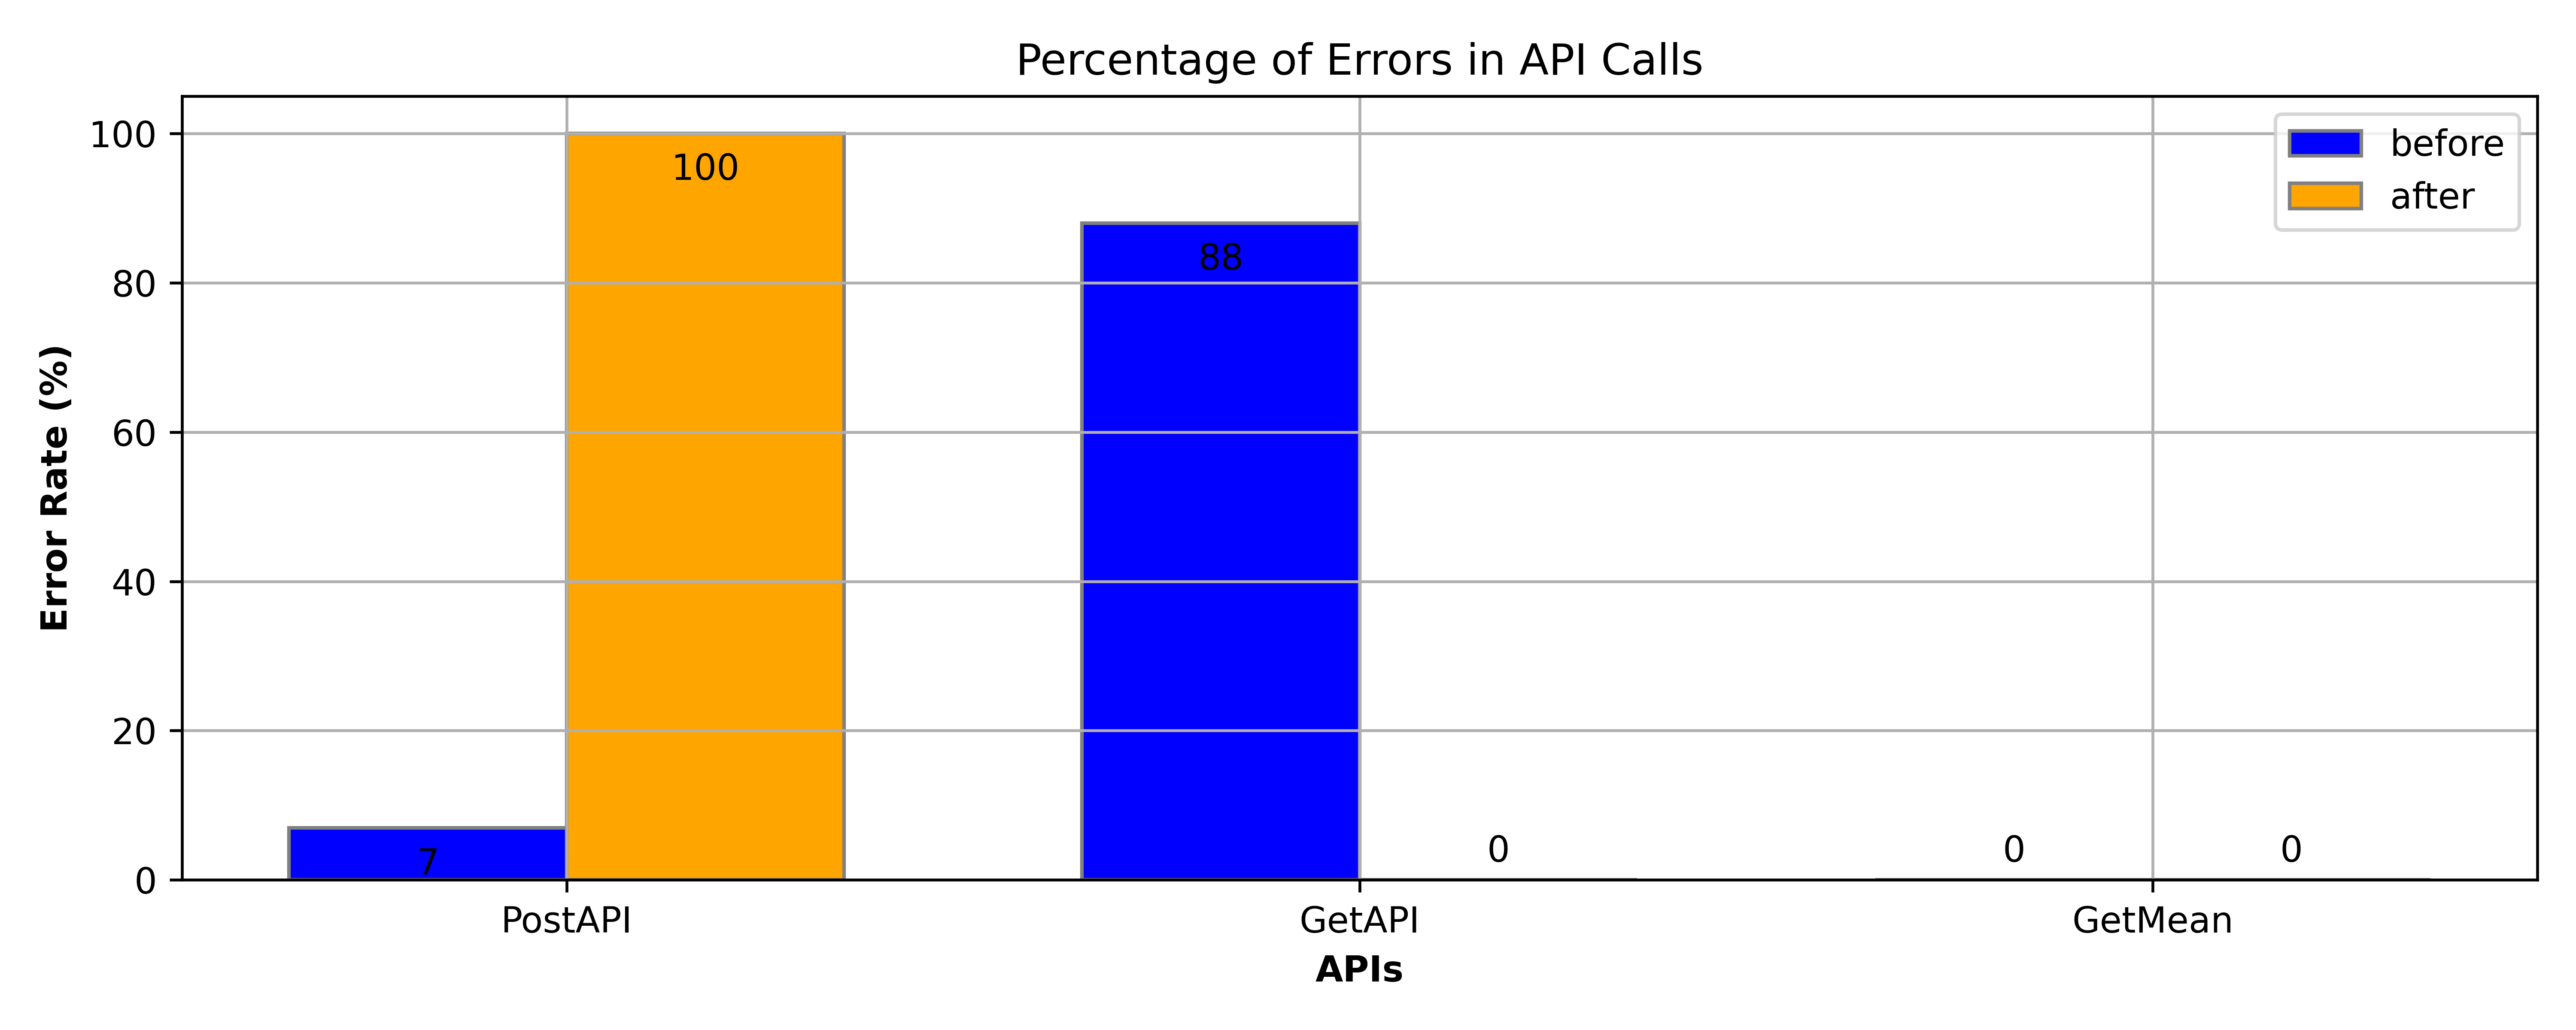 Percentage of Errors in API Calls
before
after
100
80
60
40
20
0
Error Rate (%)
7
100
88
0
0
0
PostAPI
GetAPI
GetMean
APIs